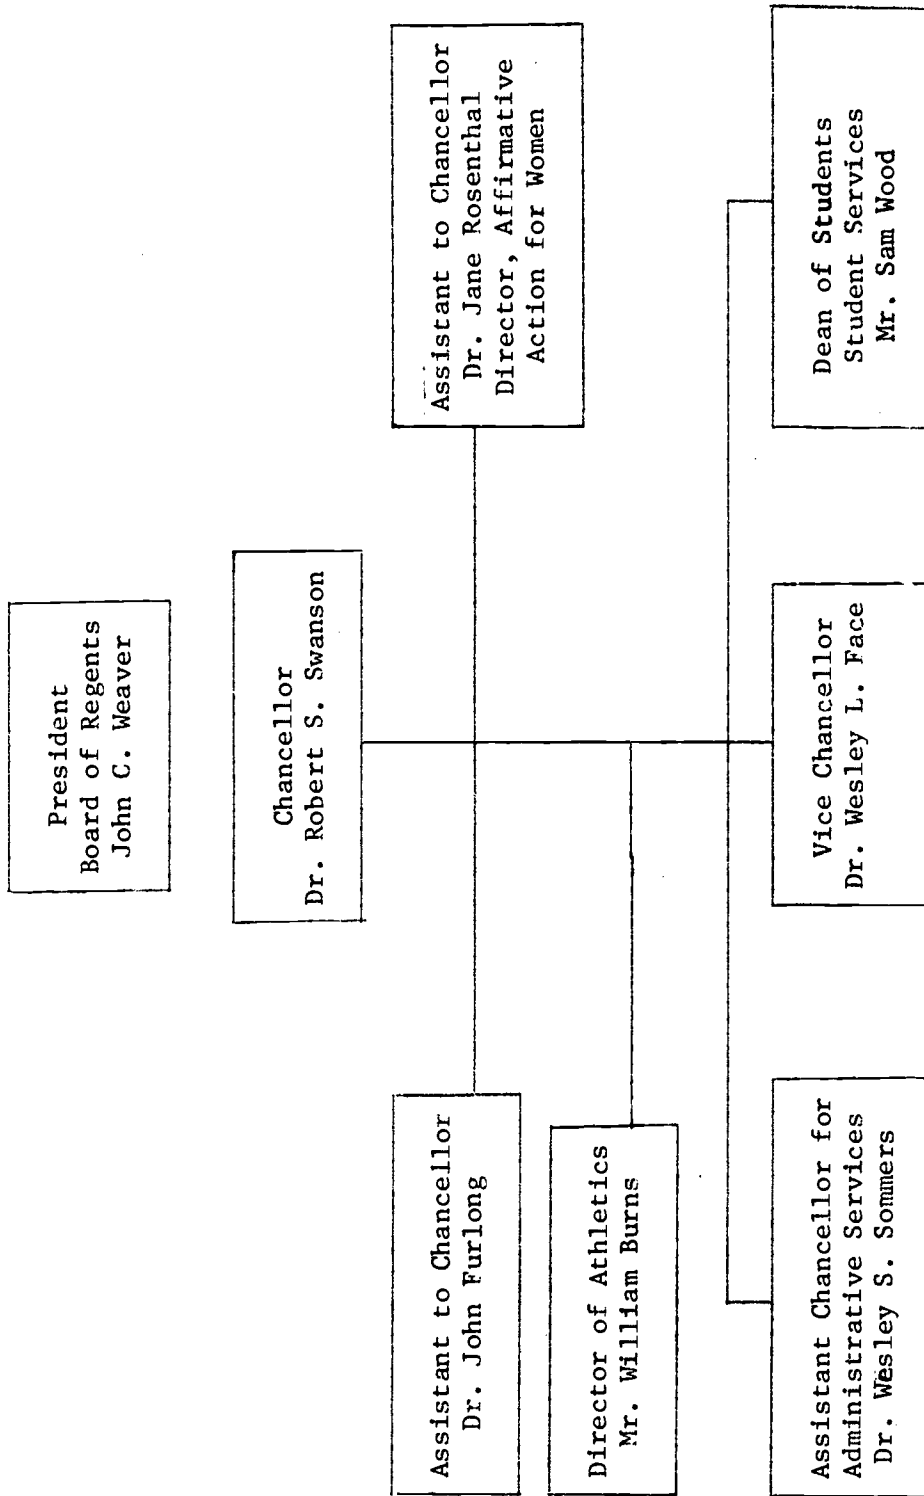 President
Board of Regents
John C. Weaver
Chancellor
Dr. Robert S. Swanson
Assistant to Chancellor
Dr. John Furlong
Assistant to Chancellor
Dr. Jane Rosenthal
Director, Affirmative
Action for Women
Director of Athletics
Mr. William Burns
Assistant Chancellor for
Administrative Services
Dr. Wesley S. Sommers
Vice Chancellor
Dr. Wesley L. Face
Dean of Students
Student Services
Mr. Sam Wood